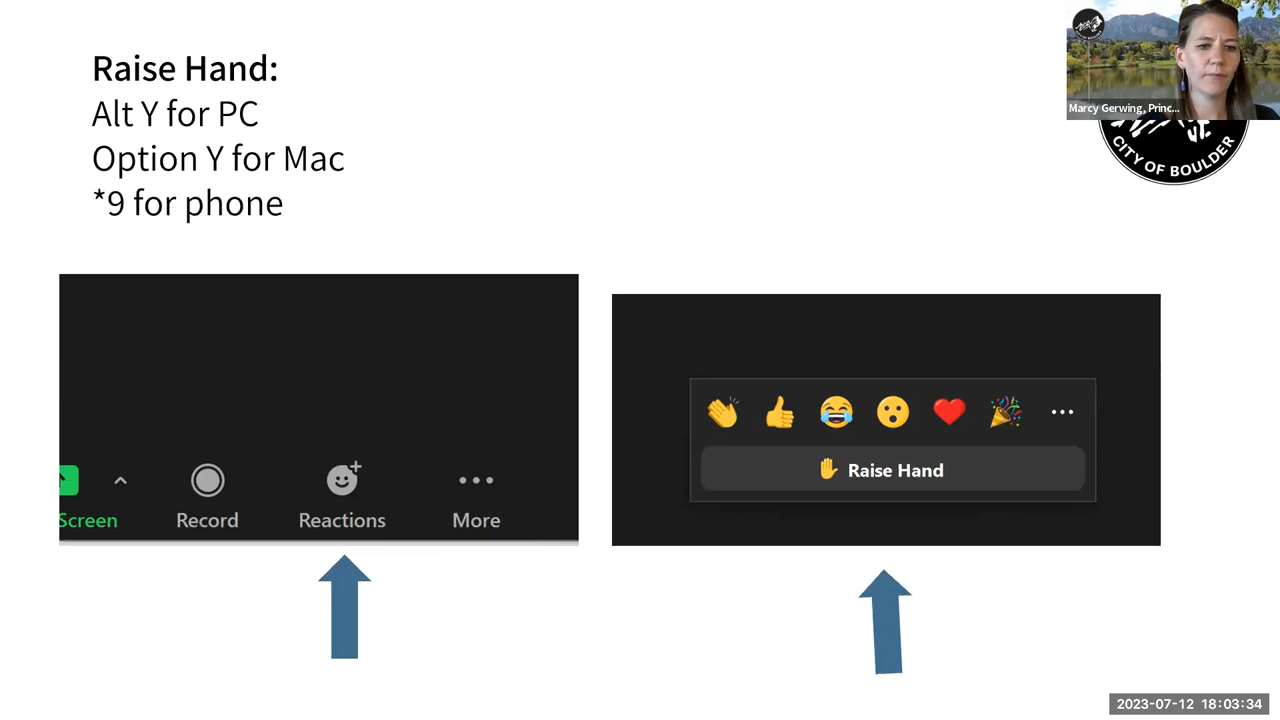 Raise Hand:
Alt Y for PC
Option Y for Mac
*9 for phone
Marcy Gerwing, Princ...
CITY OF BOULDER
Screen
Record
Reactions
More
Raise Hand
2023-07-12 18:03:34